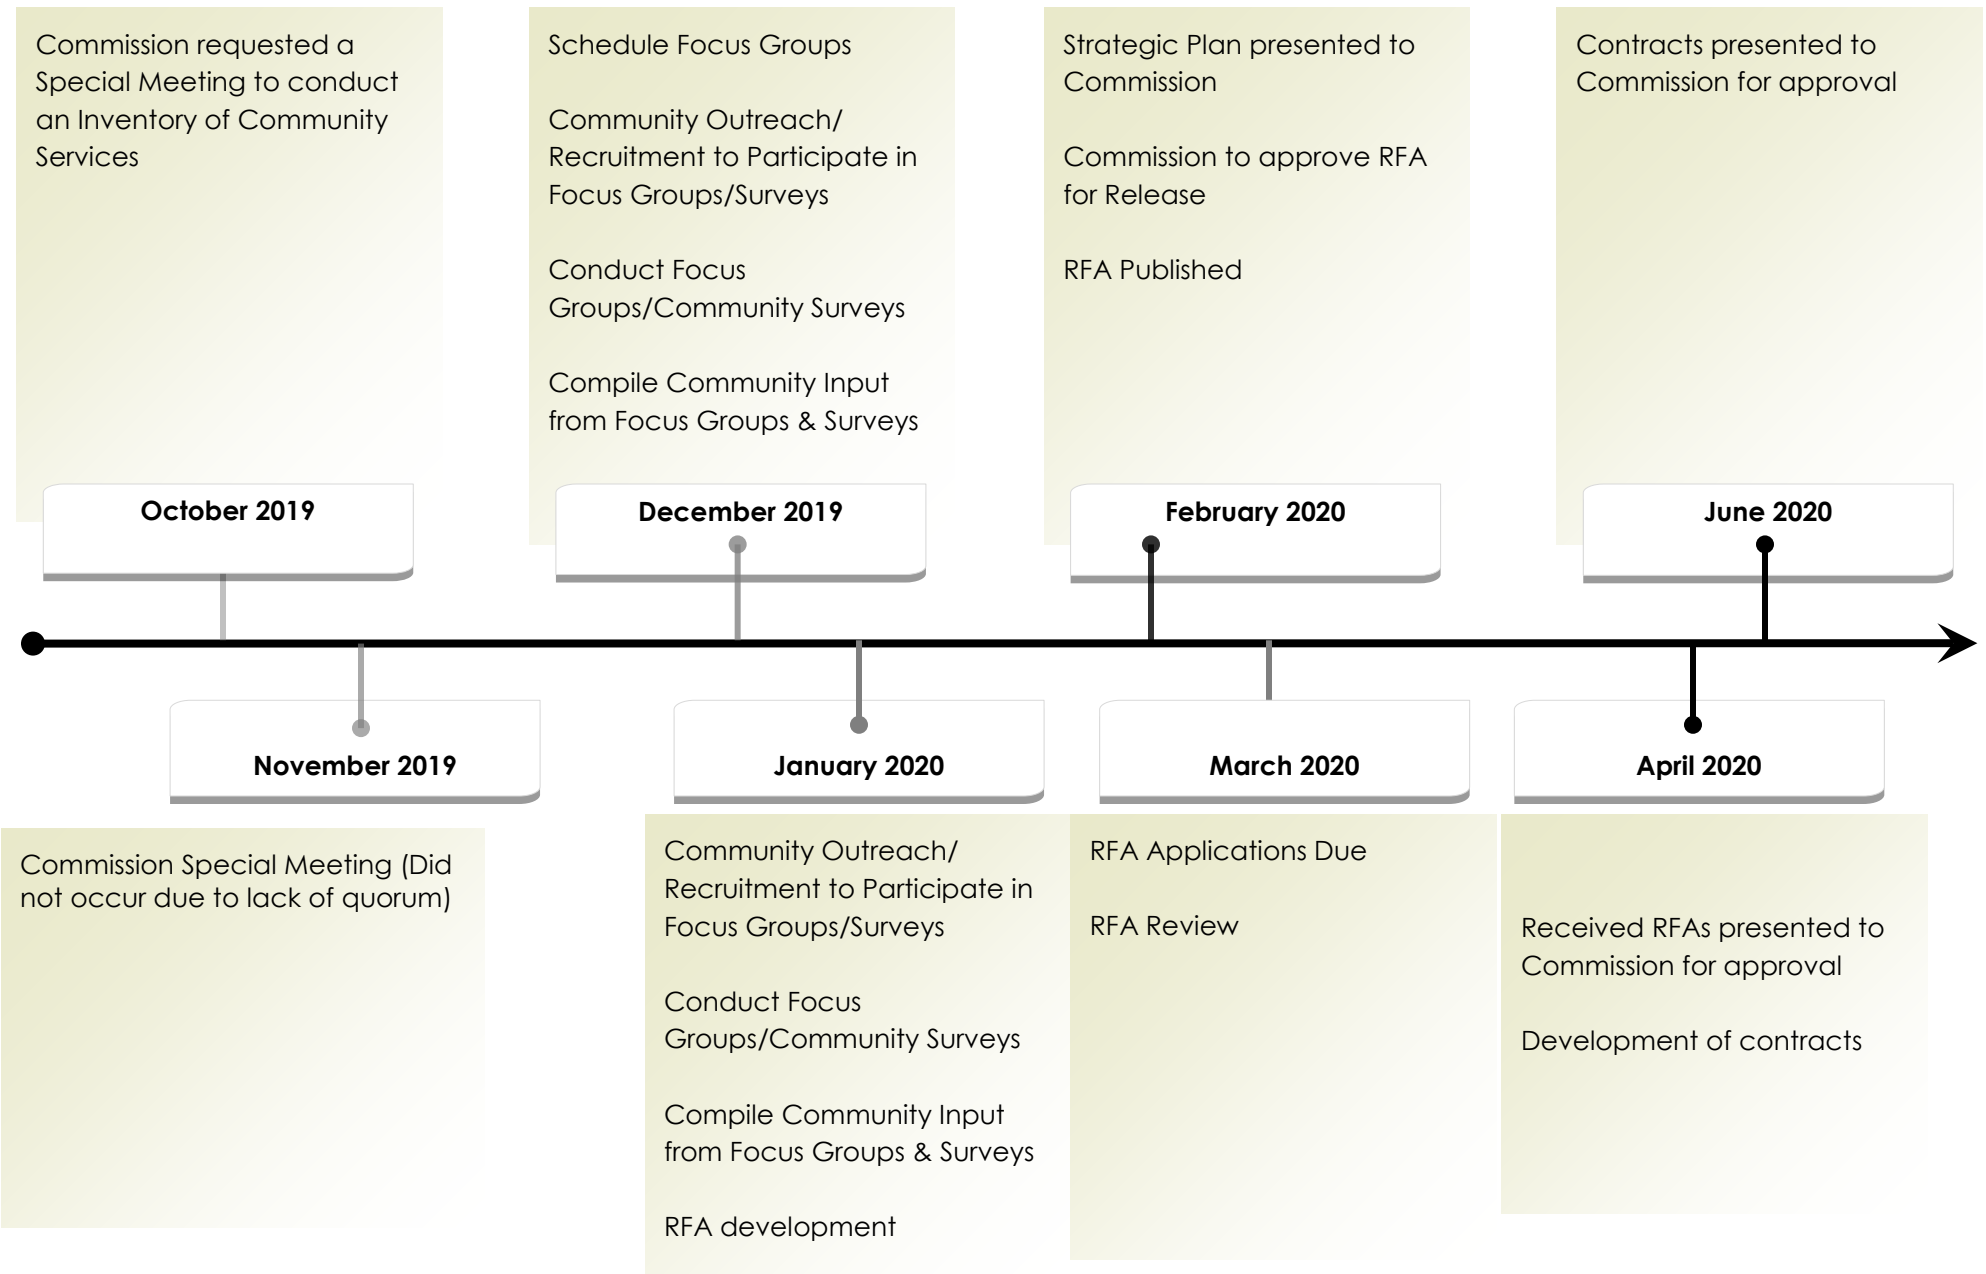 Commission requested a
Special Meeting to conduct
an Inventory of Community
Services
October 2019
Schedule Focus Groups
Community Outreach/
Recruitment to Participate in
Focus Groups/Surveys
Conduct Focus
Groups/Community Surveys
Compile Community Input
from Focus Groups & Surveys
December 2019
Strategic Plan presented to
Commission
Commission to approve RFA
for Release
RFA Published
February 2020
Contracts presented to
Commission for approval
June 2020
November 2019
Commission Special Meeting (Did
not occur due to lack of quorum)
January 2020
Community Outreach/
Recruitment to Participate in
Focus Groups/Surveys
Conduct Focus
Groups/Community Surveys
Compile Community Input
from Focus Groups & Surveys
RFA development
March 2020
RFA Applications Due
RFA Review
April 2020
Received RFAs presented to
Commission for approval
Development of contracts